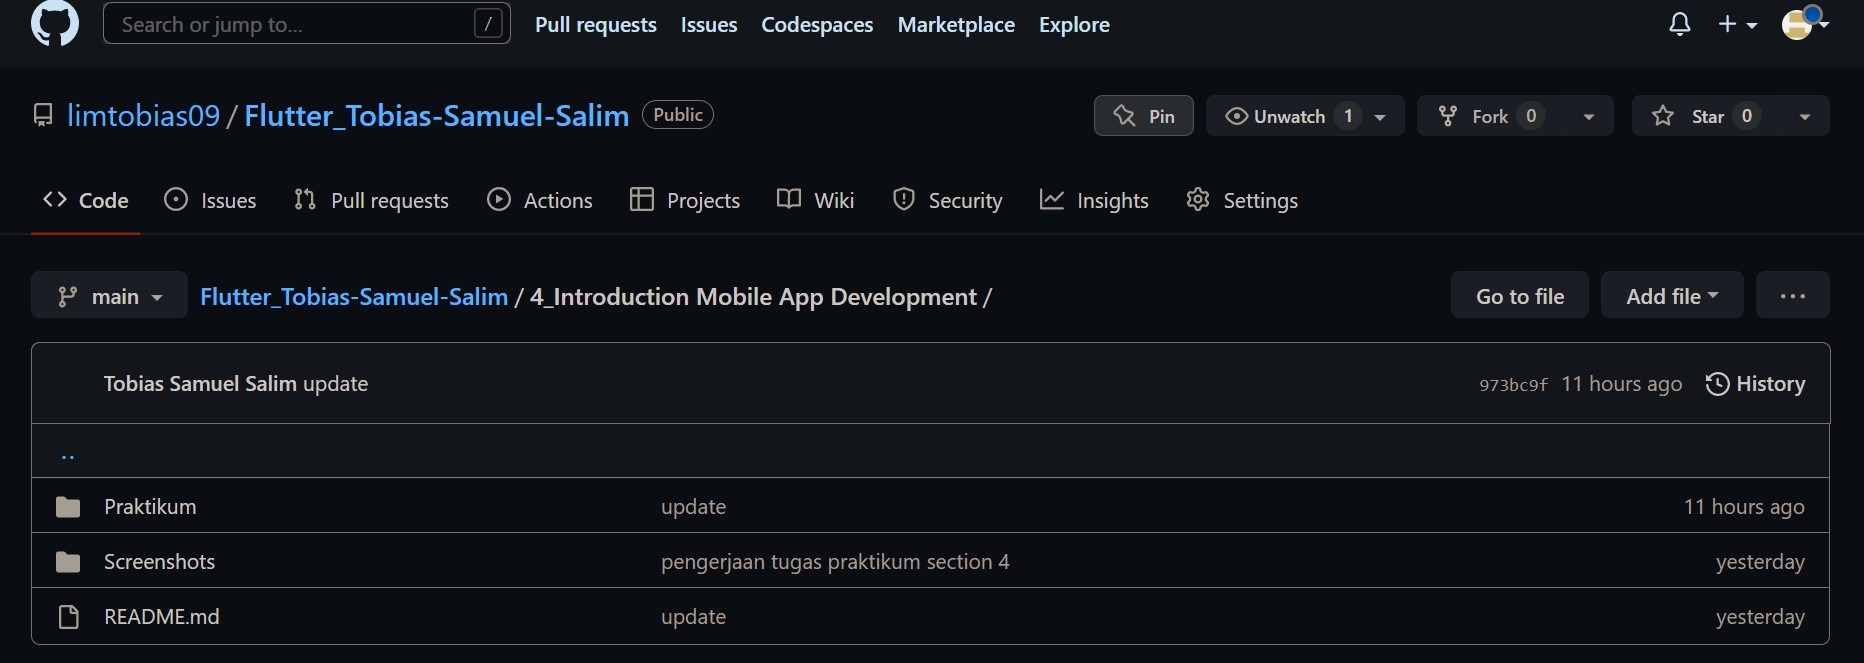 Search or jump to... / Pull requests Issues Codespaces Marketplace Explore
limtobias09 / Flutter_Tobias-Samuel-Salim Public Pin Unwatch 1 Fork 0 Star 0
Code Issues Pull requests Actions Projects Wiki Security Insights Settings
main Flutter_Tobias-Samuel-Salim / 4_Introduction Mobile App Development / Go to file Add file ...
Tobias Samuel Salim update 973bc9f 11 hours ago History
..
Praktikum update 11 hours ago
Screenshots pengerjaan tugas praktikum section 4 yesterday
README.md update yesterday